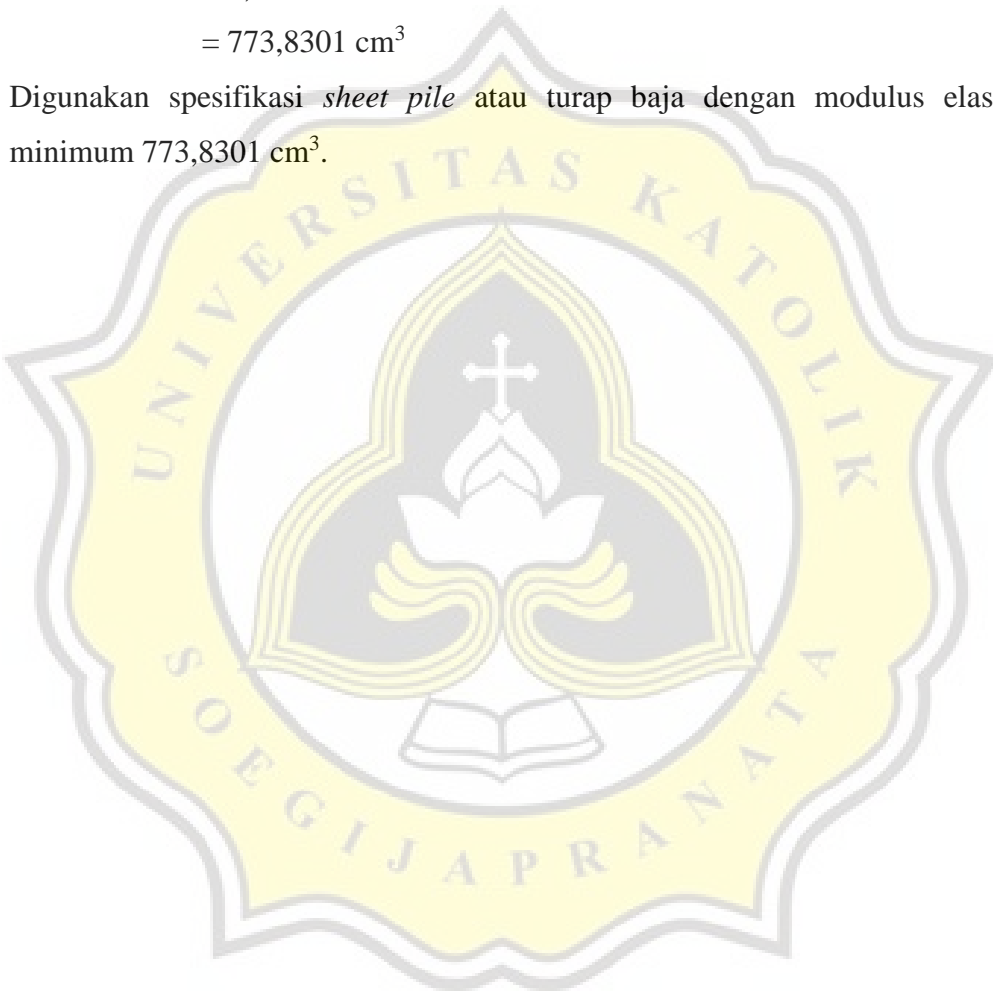 = 773,8301 cm³
Digunakan spesifikasi sheet pile atau turap baja dengan modulus elas
minimum 773,8301 cm³.
UNIVERSITAS KATOLIK
SOEGIJAPRANATA